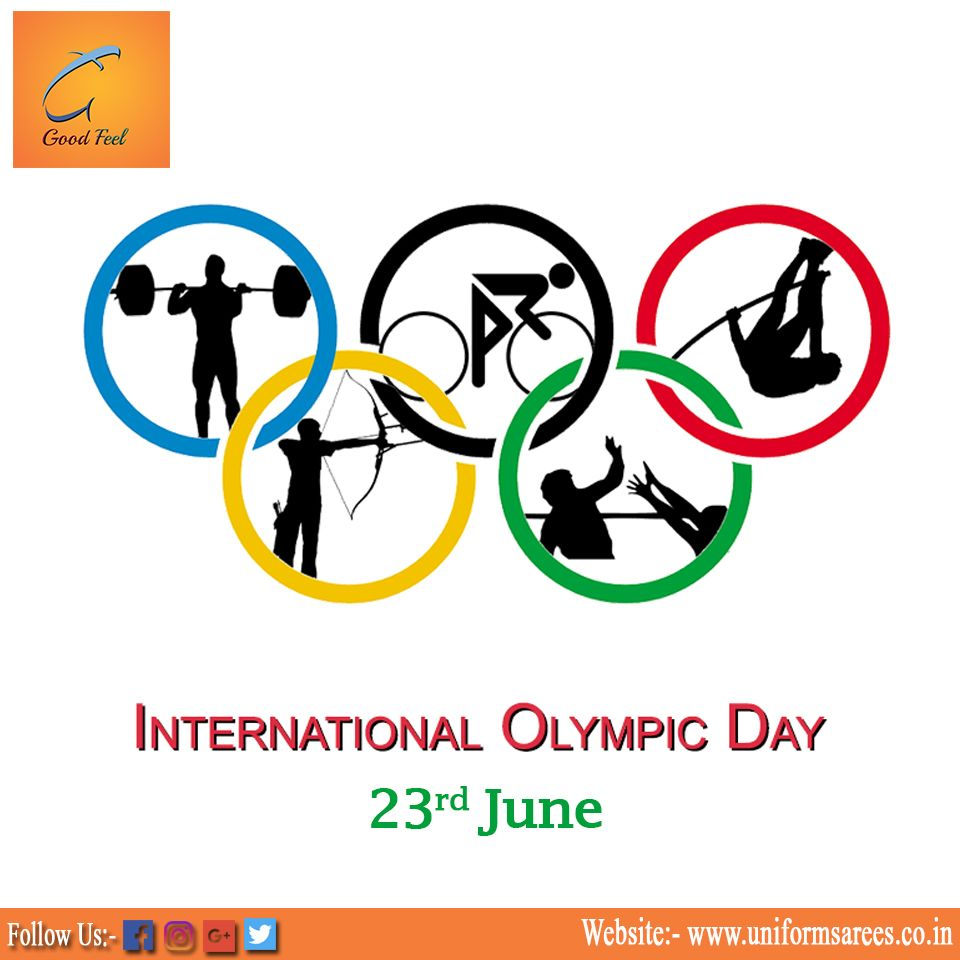 Good Feel
INTERNATIONAL OLYMPIC DAY
23rd June
Follow Us:-
Website:- www.uniformsarees.co.in